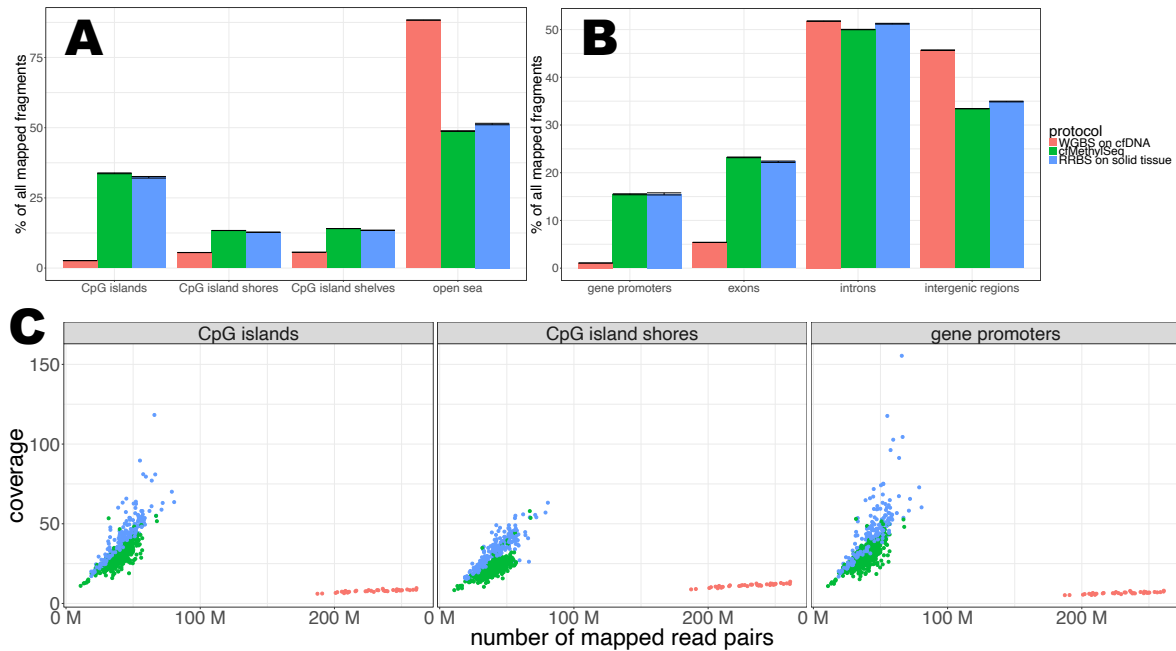 A
% of all mapped fragments
75
50
25
0
CpG islands
CpG island shores
CpG island shelves
open sea
B
% of all mapped fragments
50
40
30
20
10
0
gene promoters
exons
introns
intergenic regions
protocol
WGBS on cfDNA
cfMethylSeq
RRBS on solid tissue
C
CpG islands
CpG island shores
gene promoters
coverage
150
100
50
0
0 M
100 M
200 M
0 M
100 M
200 M
0 M
100 M
200 M
number of mapped read pairs